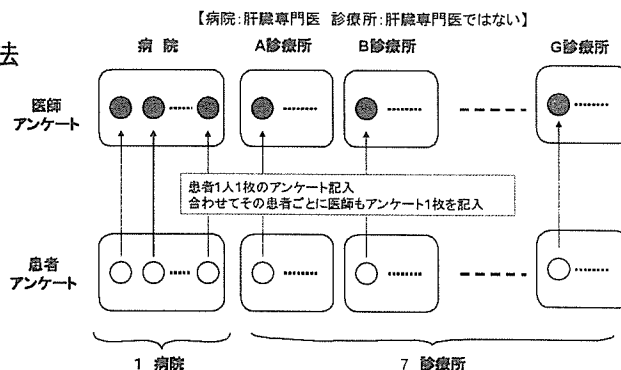 【病院:肝臓専門医 診療所:肝臓専門医ではない】
去
病院 A診療所 B診療所 G診療所
医師
アンケート
患者1人1枚のアンケート記入
合わせてその患者ごとに医師もアンケート1枚を記入
患者
アンケート
1 病院 7 診療所